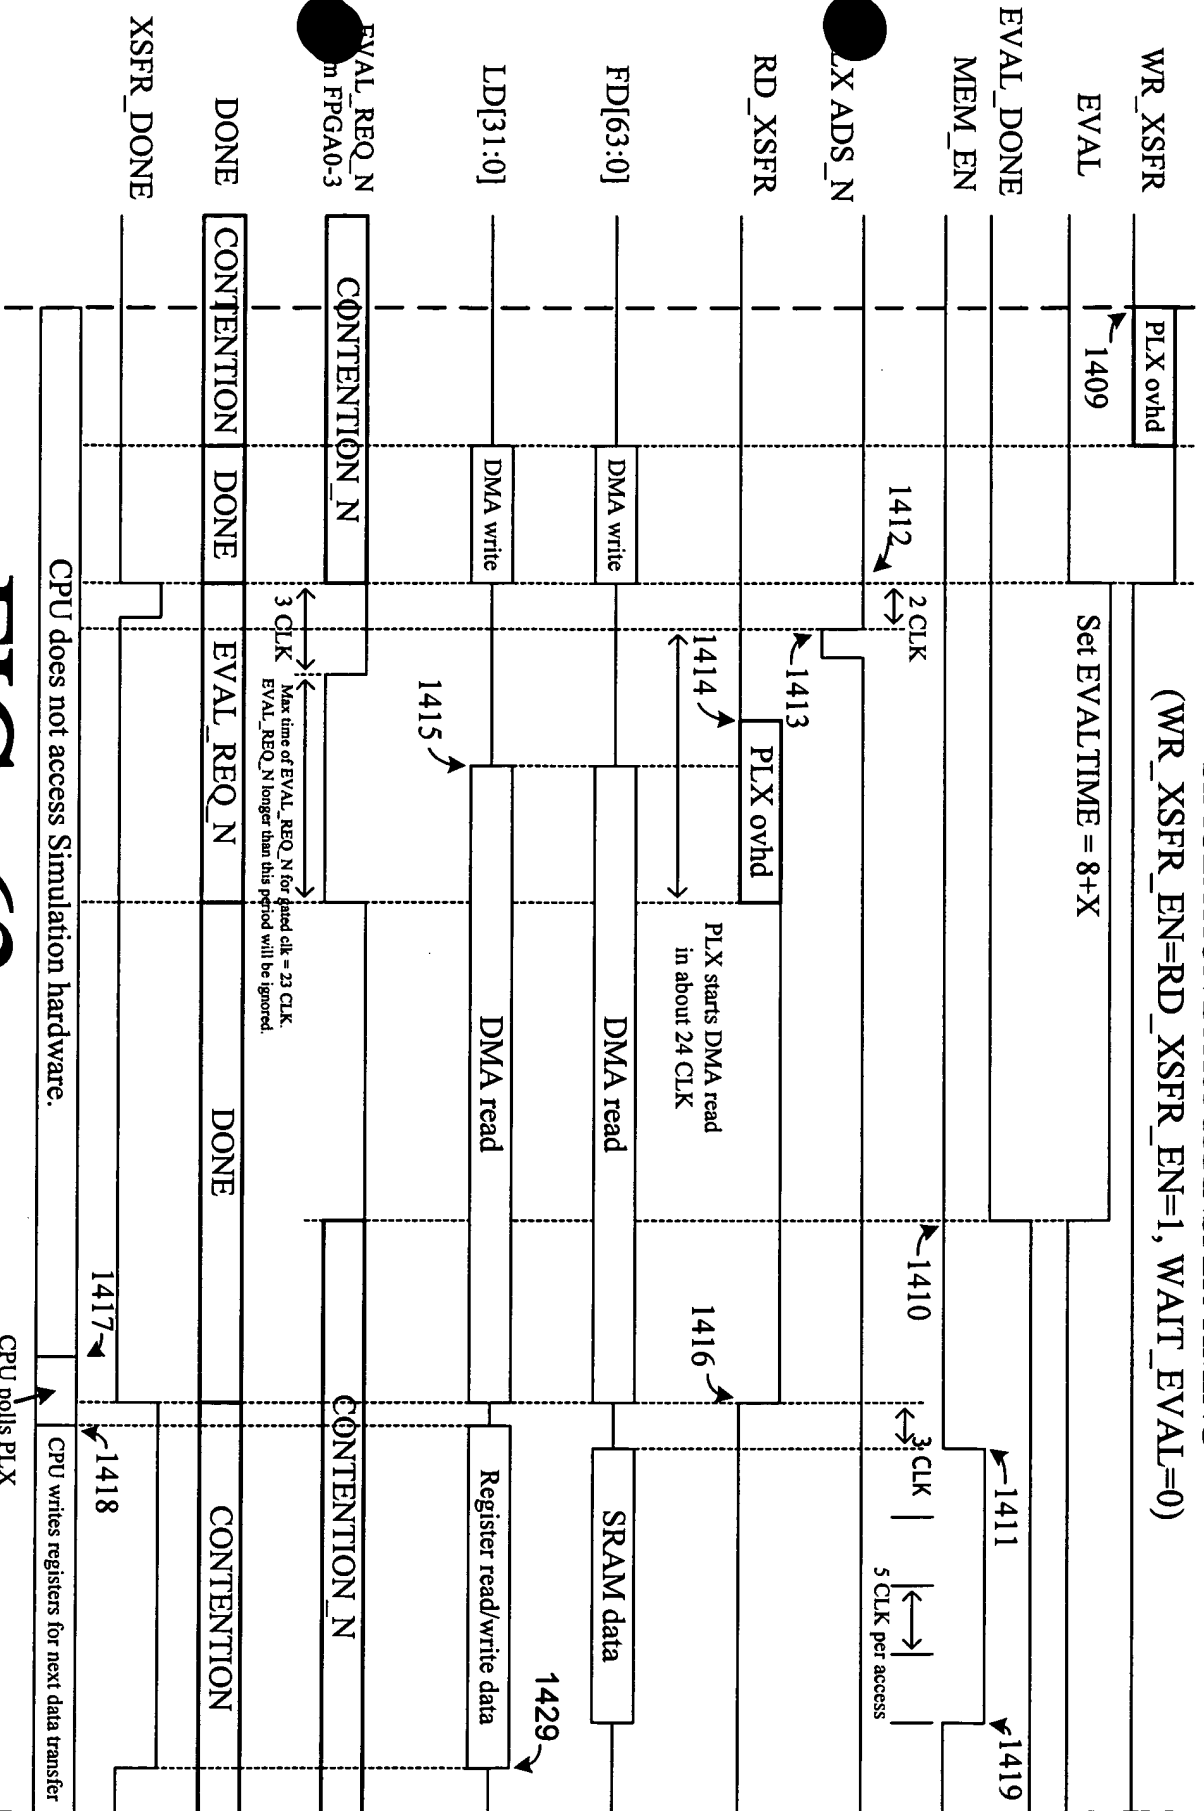 (WR_XSFR_EN=RD_XSFR_EN=1, WAIT_EVAL=0)
WR_XSFR
PLX ovhd
1409
EVAL
Set EVALTIME = 8+X
EVAL_DONE
MEM_EN
1410
1411
1419
LX ADS_N
1412
2 CLK
1413
3 CLK
5 CLK per access
RD_XSFR
PLX ovhd
1414
1416
PLX starts DMA read
in about 24 CLK
FD[63:0]
DMA write
DMA read
SRAM data
1429
LD[31:0]
DMA write
1415
DMA read
Register read/write data
EVAL_REQ_N
m FPGA0-3
CONTENTION_N
CONTENTION_N
3 CLK
Max time of EVAL_REQ_N for gated clk = 23 CLK.
EVAL_REQ_N longer than this period will be ignored.
DONE
CONTENTION
DONE
EVAL_REQ_N
DONE
CONTENTION
XSFR_DONE
1417
1418
CPU does not access Simulation hardware.
CPU writes registers for next data transfer
CPU polls PLX